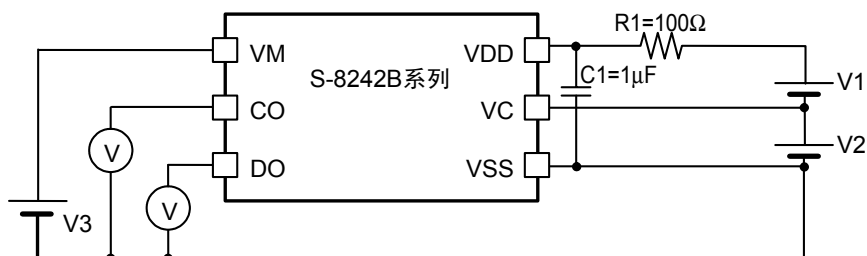 R1=100Ω
VM
VDD
S-8242B系列
C1=1μF
V1
CO
VC
V
V2
DO
VSS
V
V3